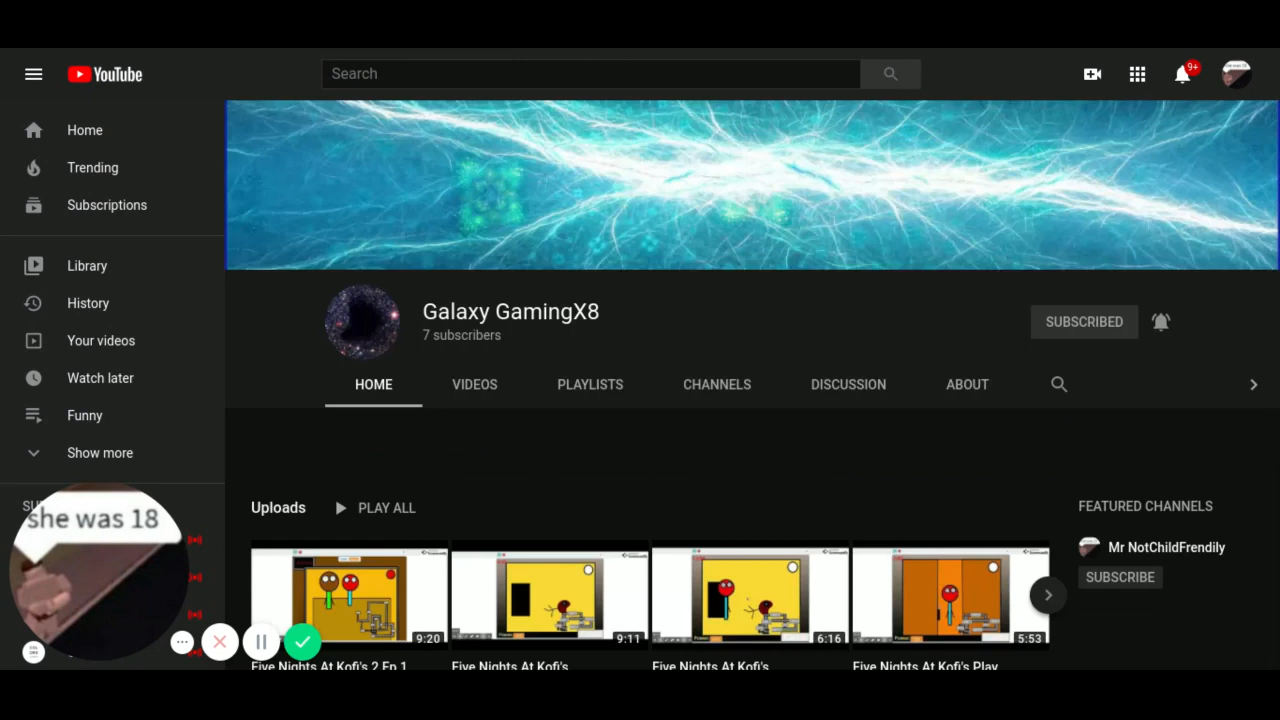 YouTube
Search
9+
Home
Trending
Subscriptions
Library
History
Your videos
Watch later
Funny
Show more
SU
she was 18
Galaxy GamingX8
7 subscribers
SUBSCRIBED
HOME VIDEOS PLAYLISTS CHANNELS DISCUSSION ABOUT
Uploads PLAY ALL
9:20
9:11
6:16
5:53
Five Nights At Kofi's 2 Ep 1
Five Nights At Kofi's
Five Nights At Kofi's
Five Nights At Kofi's Play
FEATURED CHANNELS
Mr NotChildFrendily
SUBSCRIBE